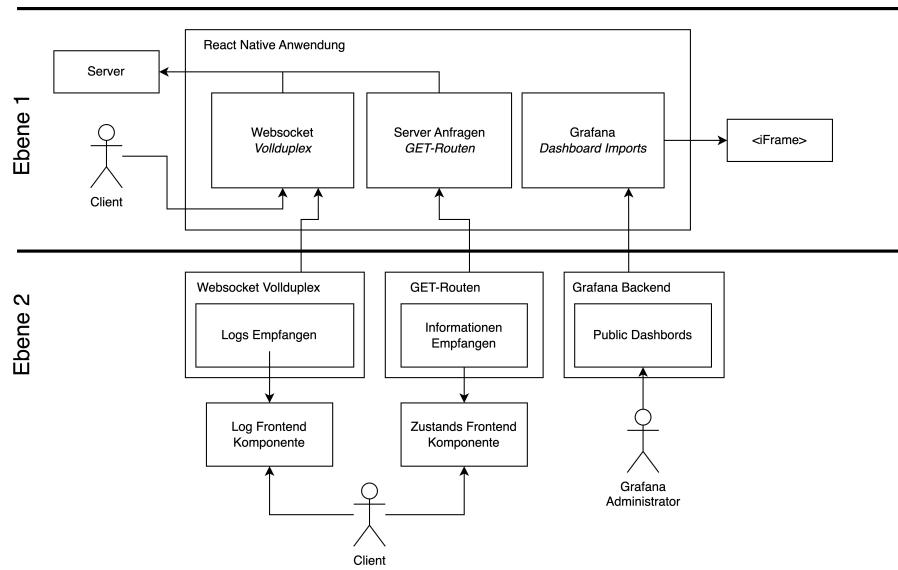 Ebene 1
React Native Anwendung
Server
Websocket
Vollduplex
Server Anfragen
GET-Routen
Grafana
Dashboard Imports
<iFrame>
Client
Ebene 2
Websocket Vollduplex
GET-Routen
Grafana Backend
Logs Empfangen
Informationen
Empfangen
Public Dashbords
Log Frontend
Komponente
Zustands Frontend
Komponente
Grafana
Administrator
Client